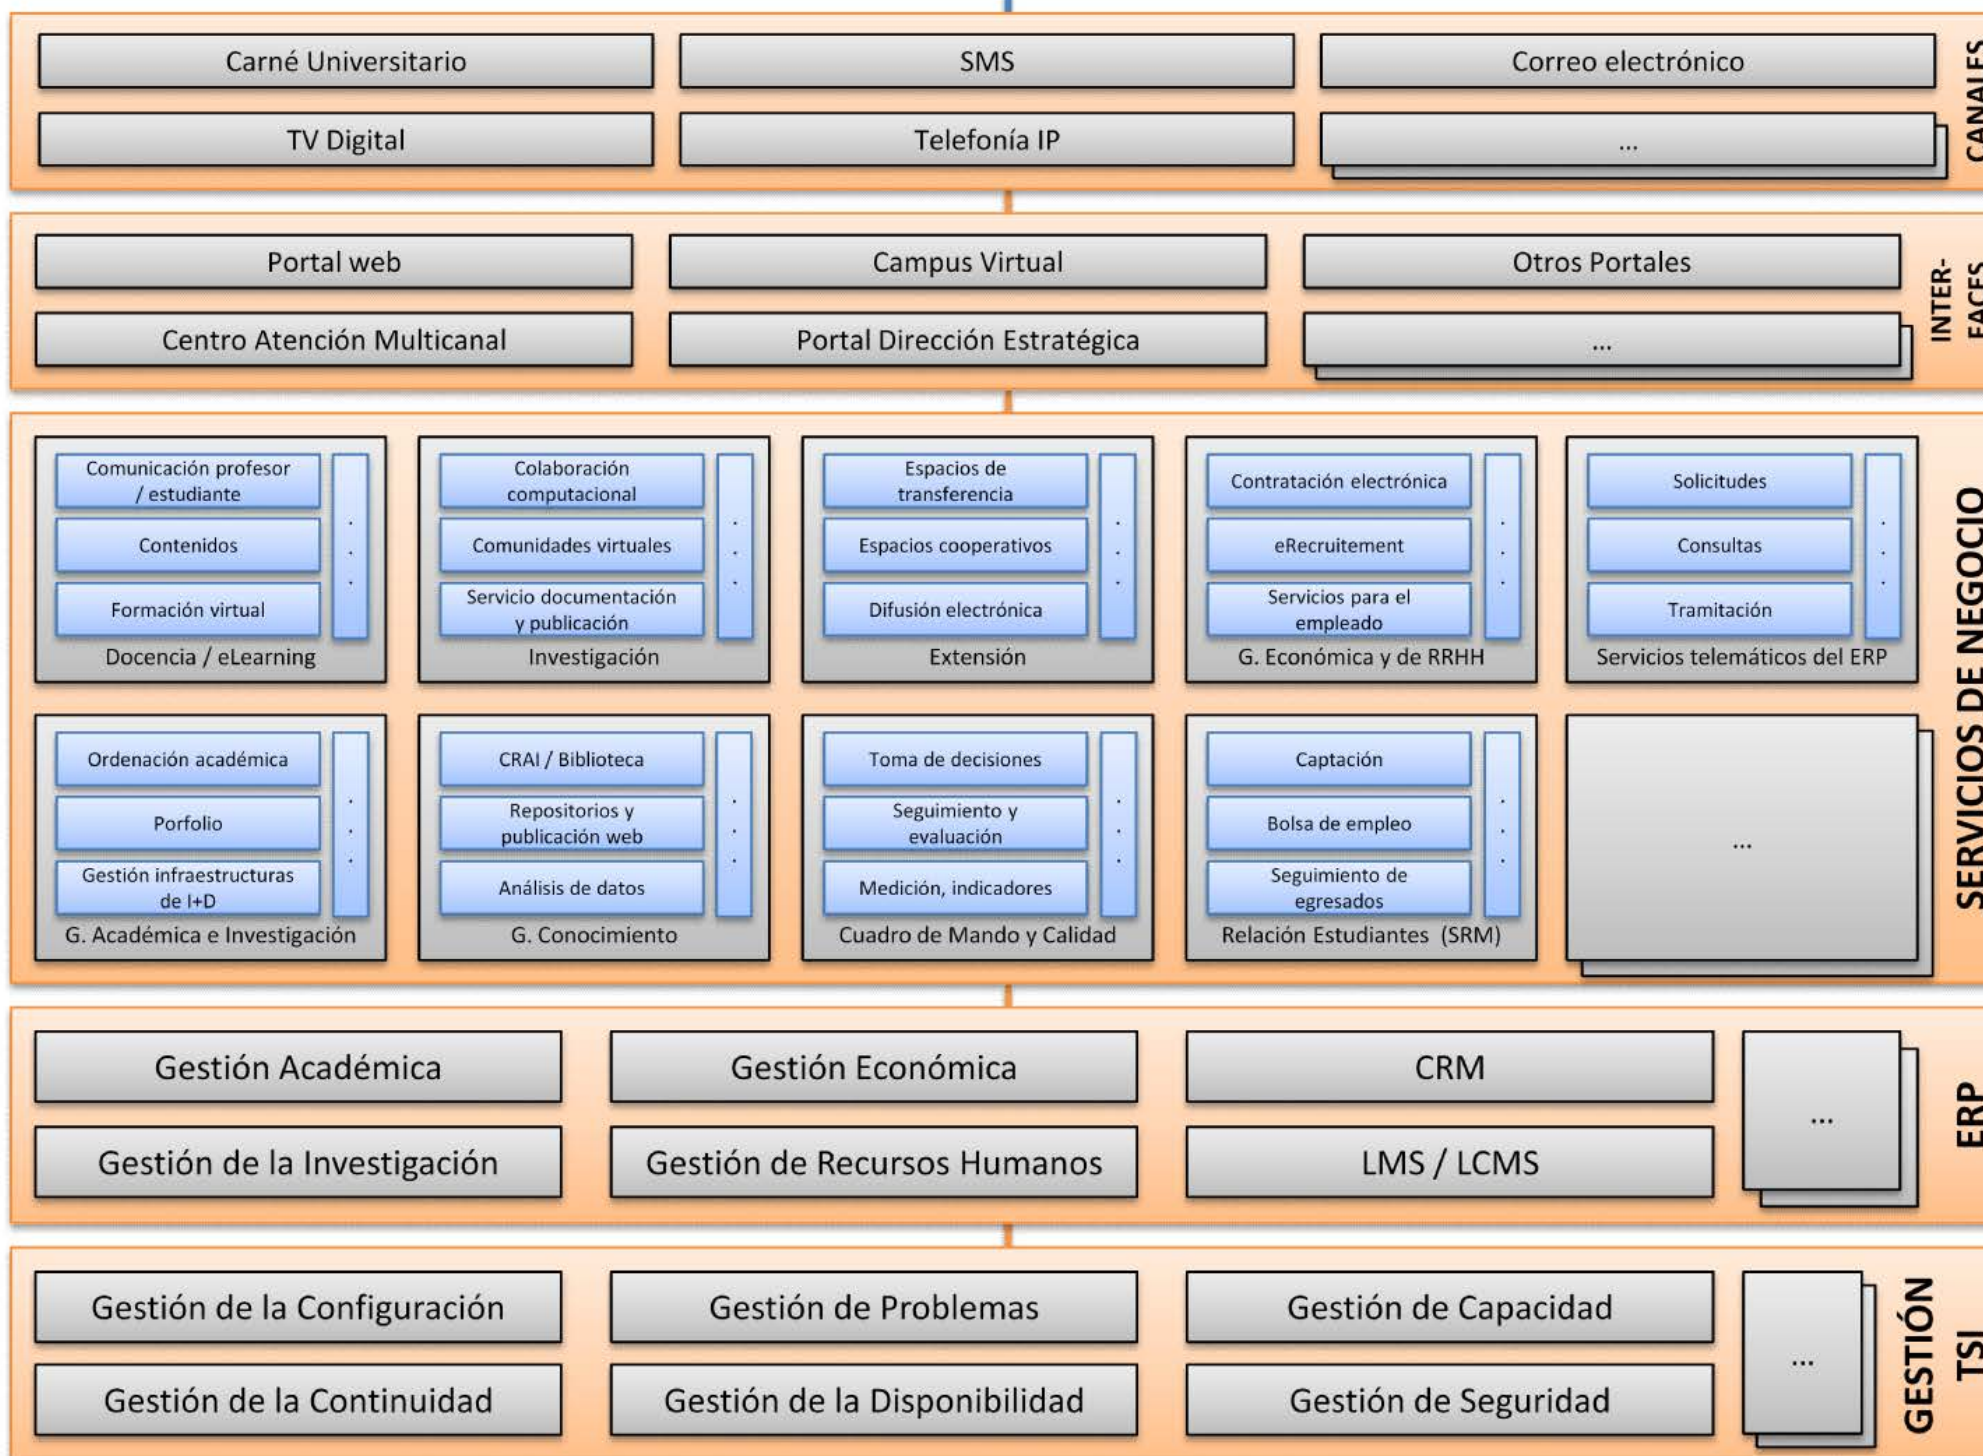 Carné Universitario
SMS
Correo electrónico
TV Digital
Telefonía IP
...
CANALES
Portal web
Campus Virtual
Otros Portales
Centro Atención Multicanal
Portal Dirección Estratégica
...
INTER-
FACES
Comunicación profesor
/ estudiante
Contenidos
Formación virtual
. . .
Docencia / eLearning
Colaboración
computacional
Comunidades virtuales
Servicio documentación
y publicación
. . .
Investigación
Espacios de
transferencia
Espacios cooperativos
Difusión electrónica
. . .
Extensión
Contratación electrónica
eRecruitement
Servicios para el
empleado
. . .
G. Económica y de RRHH
Solicitudes
Consultas
Tramitación
. . .
Servicios telemáticos del ERP
Ordenación académica
Porfolio
Gestión infraestructuras
de I+D
. . .
G. Académica e Investigación
CRAI / Biblioteca
Repositorios y
publicación web
Análisis de datos
. . .
G. Conocimiento
Toma de decisiones
Seguimiento y
evaluación
Medición, indicadores
. . .
Cuadro de Mando y Calidad
Captación
Bolsa de empleo
Seguimiento de
egresados
. . .
Relación Estudiantes (SRM)
...
SERVICIOS DE NEGOCIO
Gestión Académica
Gestión Económica
CRM
Gestión de la Investigación
Gestión de Recursos Humanos
LMS / LCMS
...
ERP
Gestión de la Configuración
Gestión de Problemas
Gestión de Capacidad
Gestión de la Continuidad
Gestión de la Disponibilidad
Gestión de Seguridad
...
GESTIÓN
TSI